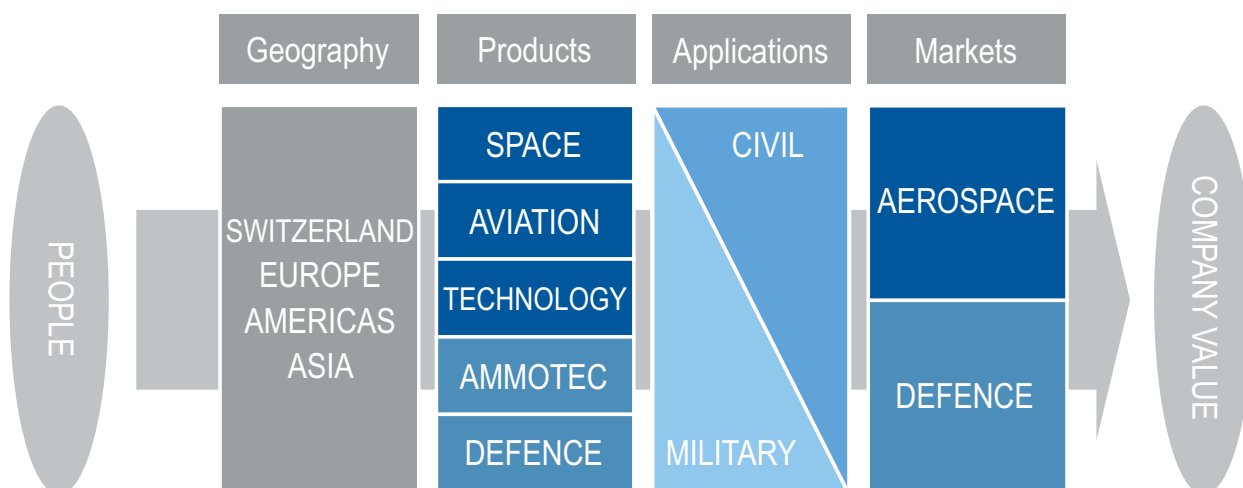 Geography
Products
Applications
Markets
PEOPLE
SWITZERLAND
EUROPE
AMERICAS
ASIA
SPACE
AVIATION
TECHNOLOGY
AMMOTEC
DEFENCE
CIVIL
MILITARY
AEROSPACE
DEFENCE
COMPANY VALUE